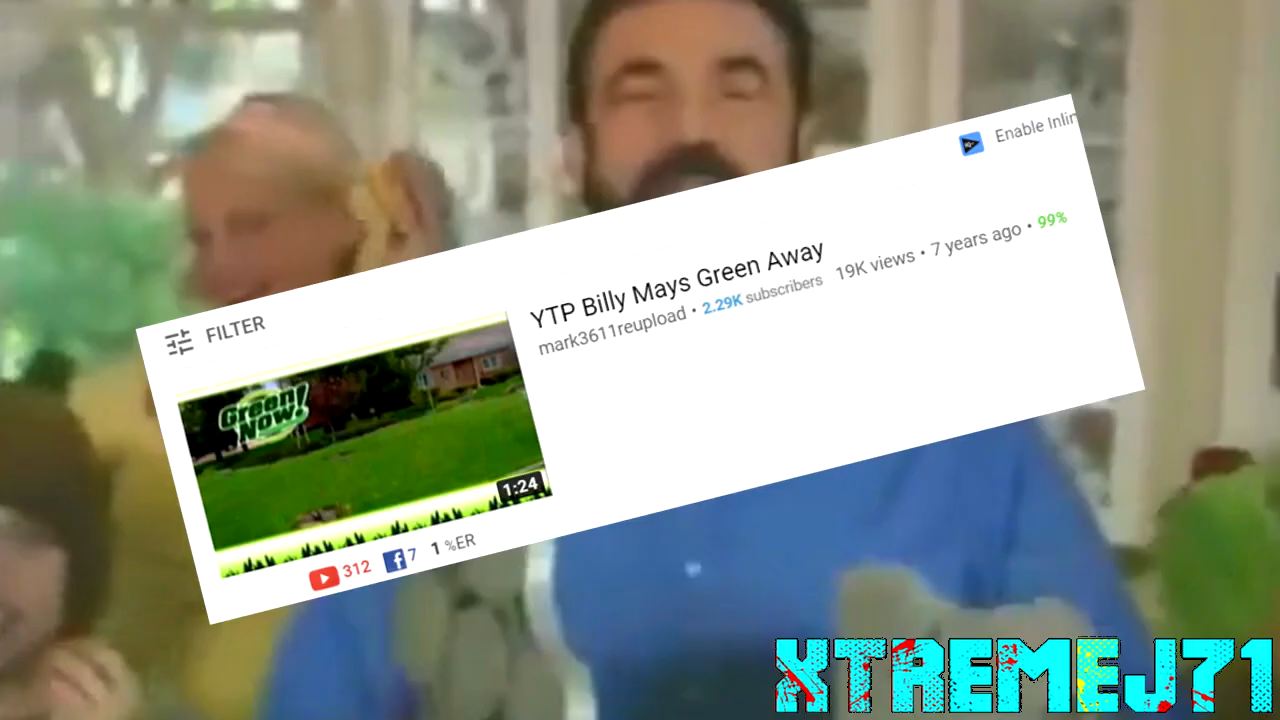 Enable Inlin
FILTER
YTP Billy Mays Green Away
mark3611reupload • 2.29K subscribers 19K views • 7 years ago • 99%
Green!
Now!
1:24
312 f 7 1 %ER
XTREMEJ71